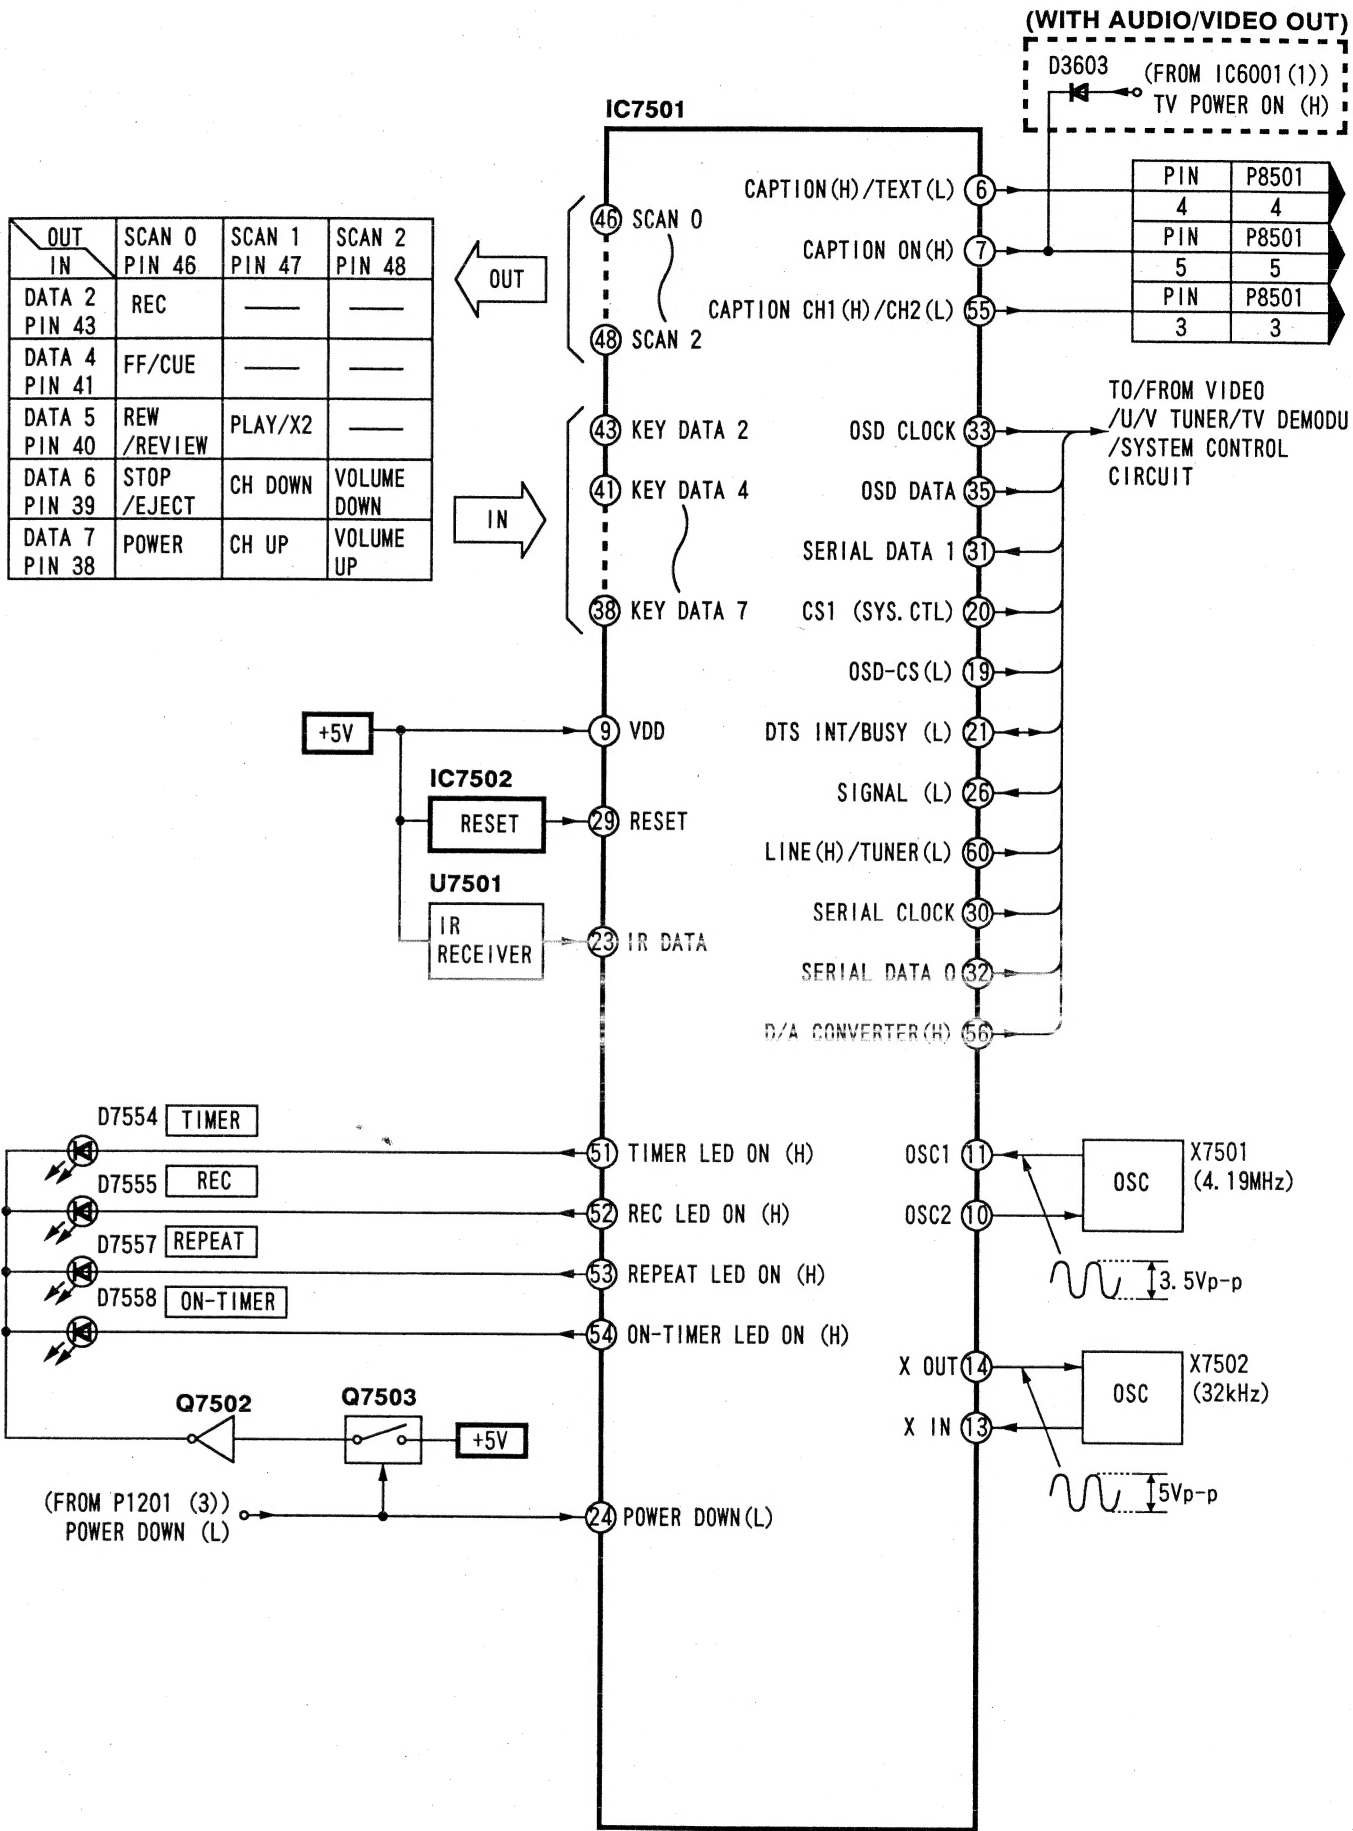 (WITH AUDIO/VIDEO OUT)
D3603
(FROM IC6001(1))
TV POWER ON (H)
IC7501
CAPTION(H)/TEXT(L) 6
PIN P8501
4 4
CAPTION ON(H) 7
PIN P8501
5 5
CAPTION CH1(H)/CH2(L) 55
PIN P8501
3 3
46 SCAN 0
48 SCAN 2
OUT
OUT SCAN 0 SCAN 1 SCAN 2
IN PIN 46 PIN 47 PIN 48
DATA 2 REC
PIN 43
DATA 4 FF/CUE
PIN 41
DATA 5 REW PLAY/X2
PIN 40 /REVIEW
DATA 6 STOP CH DOWN VOLUME
PIN 39 /EJECT DOWN
DATA 7 POWER CH UP VOLUME
PIN 38 UP
IN
43 KEY DATA 2
41 KEY DATA 4
38 KEY DATA 7
OSD CLOCK 33
OSD DATA 35
SERIAL DATA 1 31
CS1 (SYS.CTL) 20
OSD-CS(L) 19
DTS INT/BUSY (L) 21
SIGNAL (L) 26
LINE(H)/TUNER(L) 60
SERIAL CLOCK 30
SERIAL DATA 0 32
D/A CONVERTER(H) 56
TO/FROM VIDEO
/U/V TUNER/TV DEMODU
/SYSTEM CONTROL
CIRCUIT
+5V
9 VDD
IC7502
RESET
29 RESET
U7501
IR
RECEIVER
23 IR DATA
D7554 TIMER
51 TIMER LED ON (H)
D7555 REC
52 REC LED ON (H)
D7557 REPEAT
53 REPEAT LED ON (H)
D7558 ON-TIMER
54 ON-TIMER LED ON (H)
OSC1 11
OSC2 10
OSC
X7501
(4.19MHz)
3.5Vp-p
X OUT 14
X IN 13
OSC
X7502
(32kHz)
5Vp-p
Q7502
Q7503
+5V
(FROM P1201 (3))
POWER DOWN (L)
24 POWER DOWN(L)